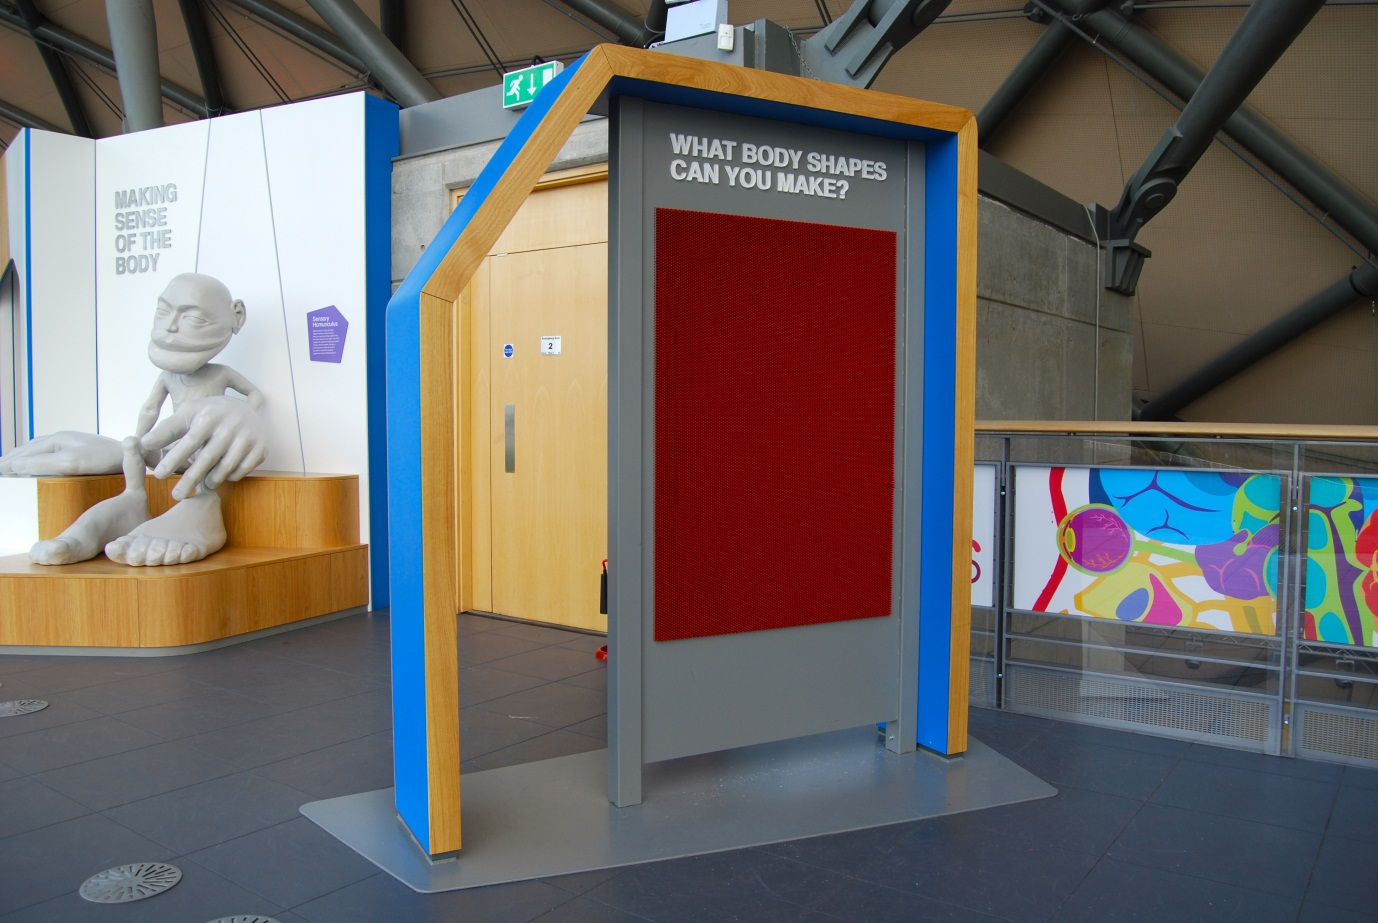 MAKING
SENSE
OF THE
BODY
WHAT BODY SHAPES
CAN YOU MAKE?
Sensory
Homunculus
2